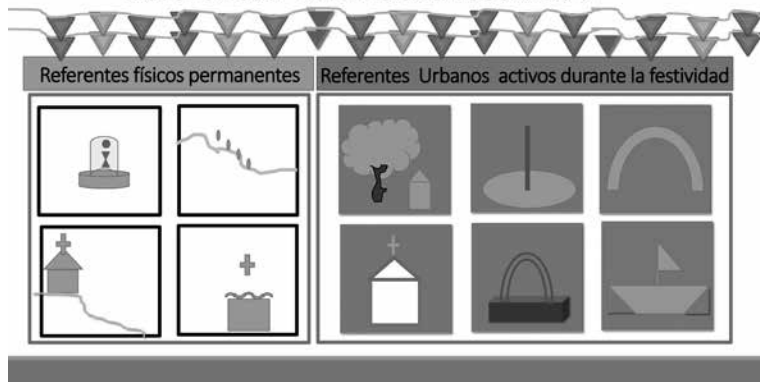 Referentes físicos permanentes
Referentes Urbanos activos durante la festividad